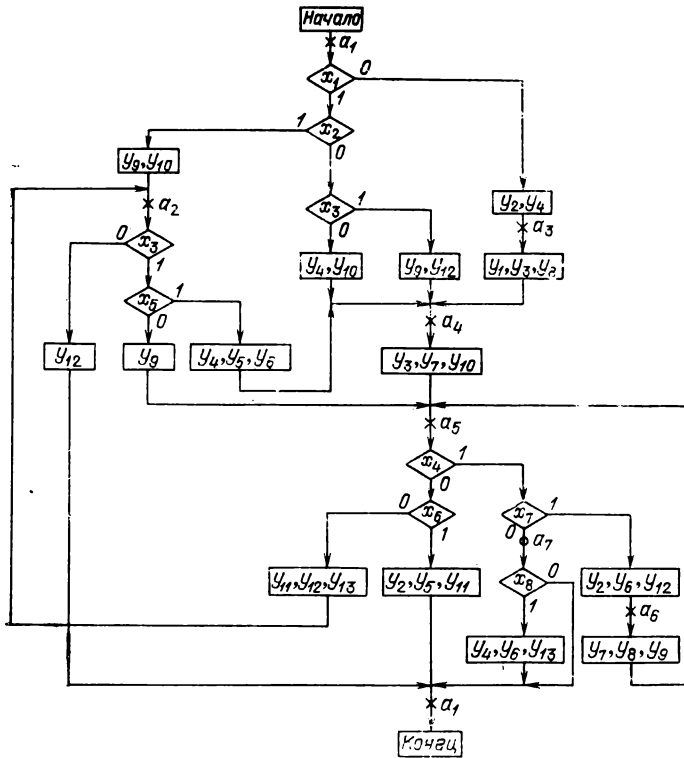 Начало
a₁
x₁ 0
1
1 x₂
0
y₉,y₁₀
a₂
x₃ 1
0
y₂,y₄
a₃
0 x₃
1
y₄,y₁₀
y₉,y₁₂
y₁,y₃,y₈
x₅ 1
0
a₄
y₁₂
y₉
y₄,y₅,y₆
y₃,y₇,y₁₀
a₅
x₄ 1
0
0 x₆
1
x₇ 1
0 a₇
y₁₁,y₁₂,y₁₃
y₂,y₅,y₁₁
x₈ 0
1
y₂,y₆,y₁₂
a₆
y₄,y₆,y₁₃
y₇,y₈,y₉
a₁
Конец